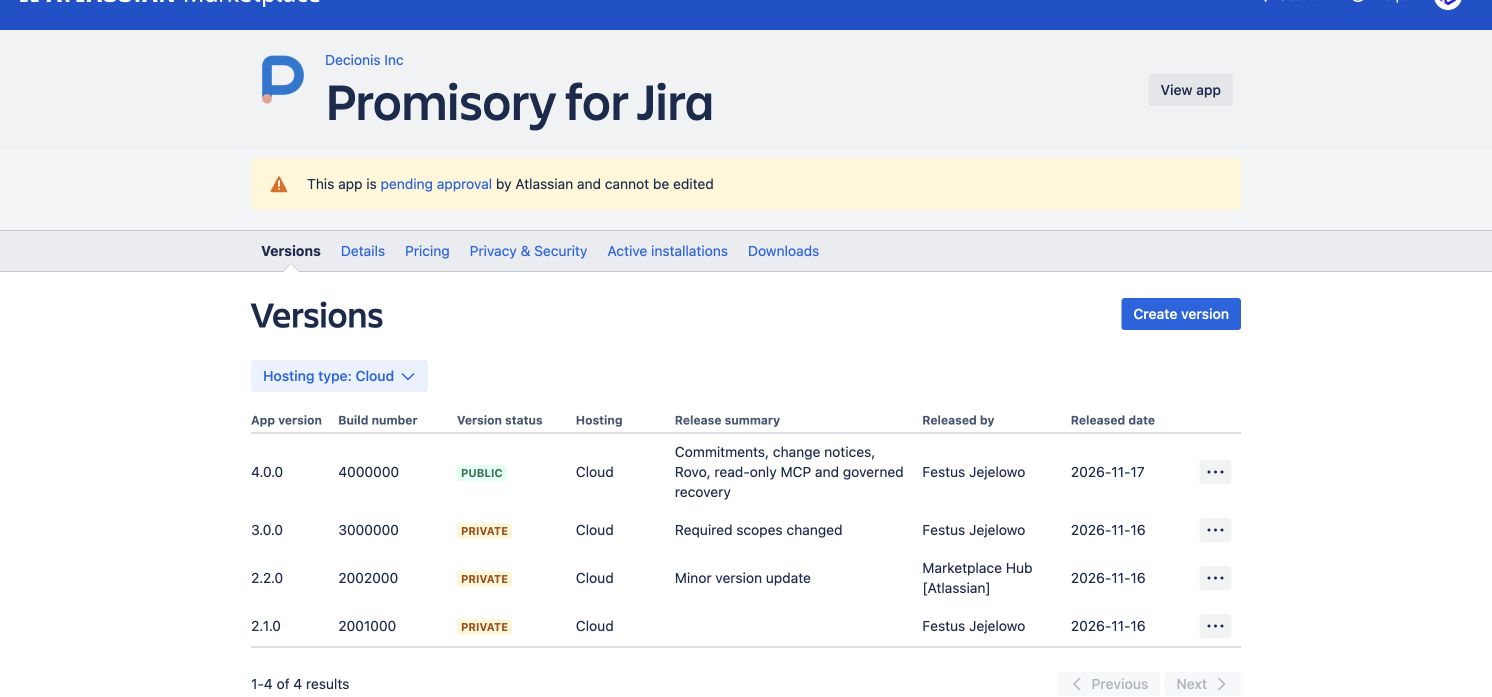 ATLASSIAN Marketplace
Decionis Inc
Promisory for Jira
View app
This app is pending approval by Atlassian and cannot be edited
Versions Details Pricing Privacy & Security Active installations Downloads
Versions
Create version
Hosting type: Cloud
App version Build number Version status Hosting Release summary Released by Released date
Commitments, change notices,
4.0.0 4000000 PUBLIC Cloud Rovo, read-only MCP and governed Festus Jejelowo 2026-11-17
recovery
3.0.0 3000000 PRIVATE Cloud Required scopes changed Festus Jejelowo 2026-11-16
2.2.0 2002000 PRIVATE Cloud Minor version update Marketplace Hub 2026-11-16
[Atlassian]
2.1.0 2001000 PRIVATE Cloud Festus Jejelowo 2026-11-16
1-4 of 4 results
Previous Next